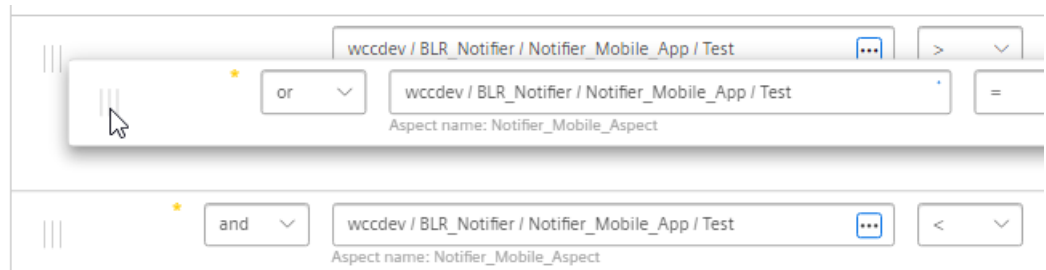 wccdev / BLR_Notifier / Notifier_Mobile_App / Test ... >
* or wccdev / BLR_Notifier / Notifier_Mobile_App / Test =
Aspect name: Notifier_Mobile_Aspect
* and wccdev / BLR_Notifier / Notifier_Mobile_App / Test ... <
Aspect name: Notifier_Mobile_Aspect